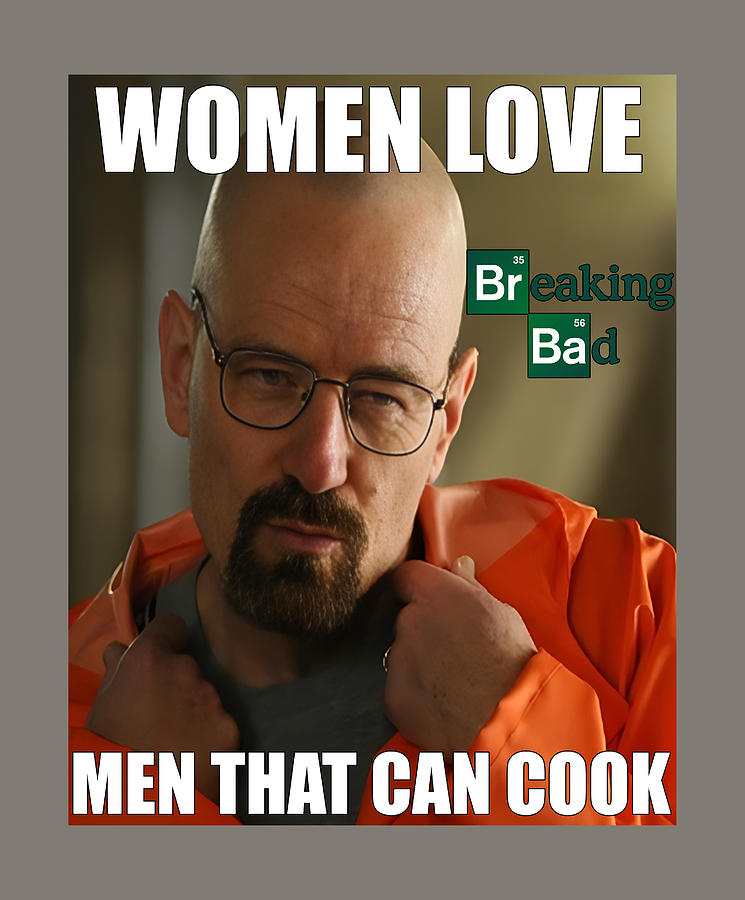 WOMEN LOVE
35
Breaking
56
Bad
MEN THAT CAN COOK